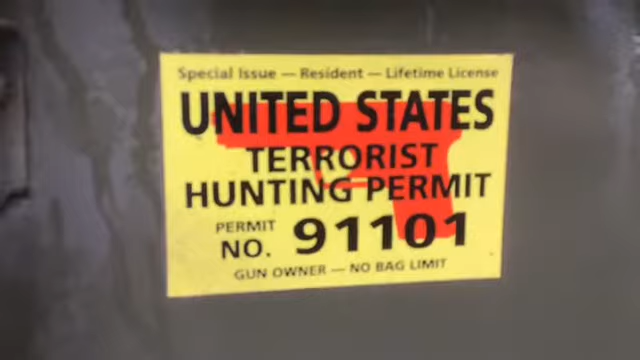 Special Issue — Resident — Lifetime License
UNITED STATES
TERRORIST
HUNTING PERMIT
PERMIT
NO. 91101
GUN OWNER — NO BAG LIMIT